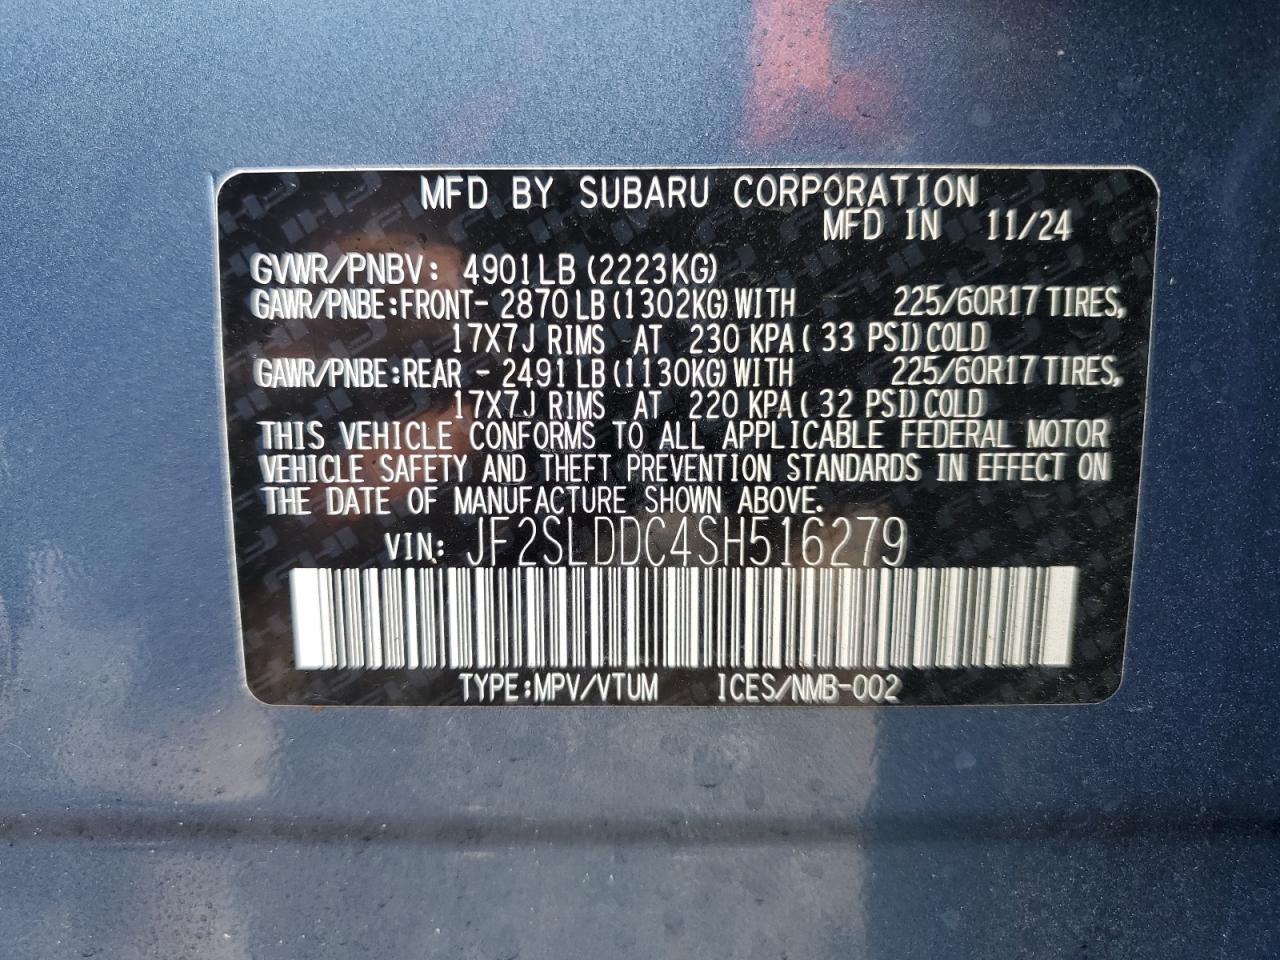 MFD BY SUBARU CORPORATION
MFD IN 11/24
GVWR/PNBV: 4901LB (2223KG)
GAWR/PNBE:FRONT- 2870LB (1302KG) WITH 225/60R17 TIRES,
17X7J RIMS AT 230 KPA ( 33 PSI) COLD
GAWR/PNBE:REAR - 2491LB (1130KG) WITH 225/60R17 TIRES,
17X7J RIMS AT 220 KPA ( 32 PSI) COLD
THIS VEHICLE CONFORMS TO ALL APPLICABLE FEDERAL MOTOR
VEHICLE SAFETY AND THEFT PREVENTION STANDARDS IN EFFECT ON
THE DATE OF MANUFACTURE SHOWN ABOVE.
VIN: JF2SLDDC4SH516279
TYPE:MPV/VTUM ICES/NMB-002